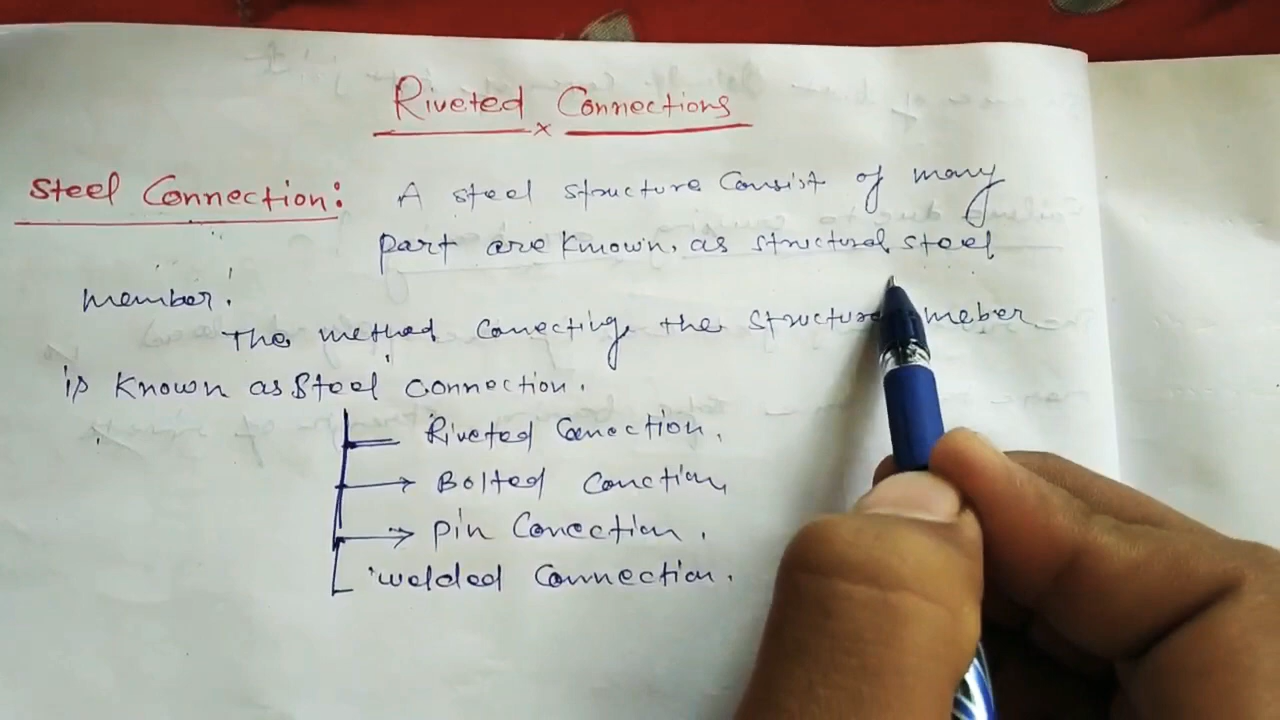 Riveted Connections
Steel Connection: A steel structure Consist of many
part are known, as structural steel
member.
The method conecting the structure meber
is known as Steel connection.
Riveted Conection.
Bolted Conction,
Pin Conection.
welded Connection.